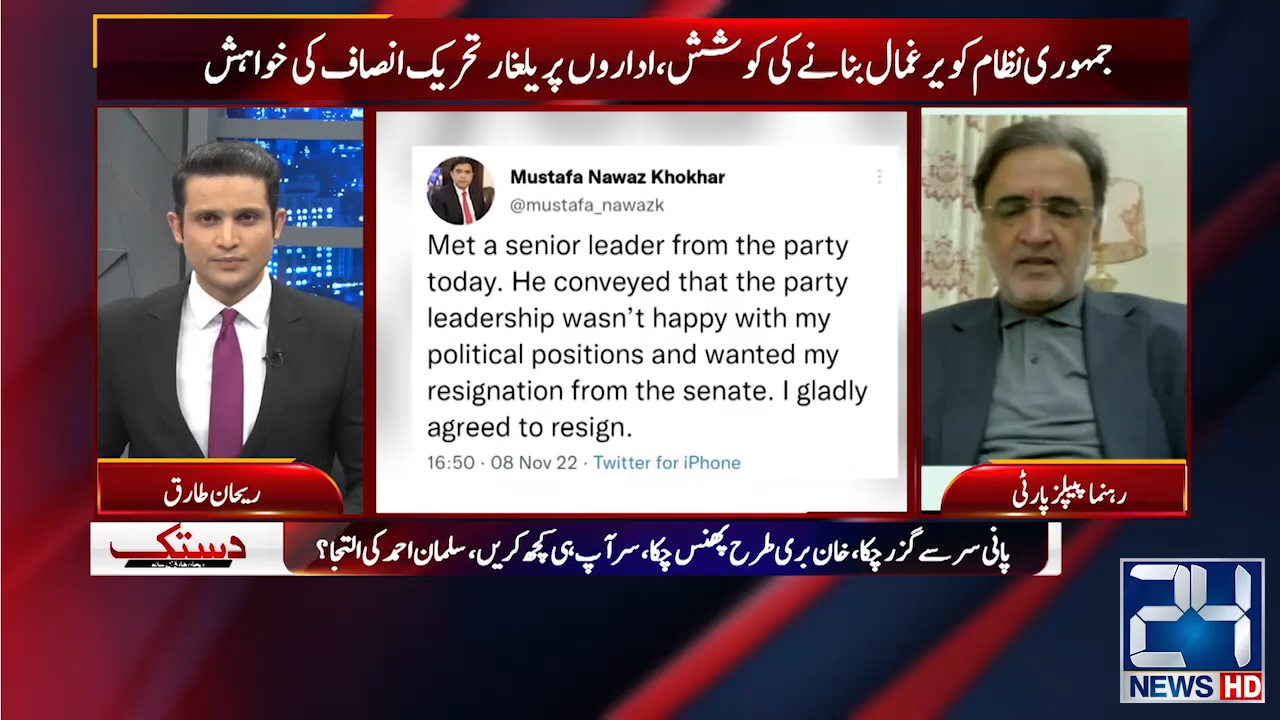 جمہوری نظام کو یرغمال بنانے کی کوشش، اداروں پر یلغار تحریک انصاف کی خواہش
Mustafa Nawaz Khokhar
@mustafa_nawazk
Met a senior leader from the party
today. He conveyed that the party
leadership wasn't happy with my
political positions and wanted my
resignation from the senate. I gladly
agreed to resign.
16:50 · 08 Nov 22 · Twitter for iPhone
ریحان طارق
رہنما پیپلز پارٹی
دستک
پانی سر سے گزر چکا، خان بری طرح پھنس چکا، سر آپ ہی کچھ کریں، سلمان احمد کی التجا؟
24
NEWS HD